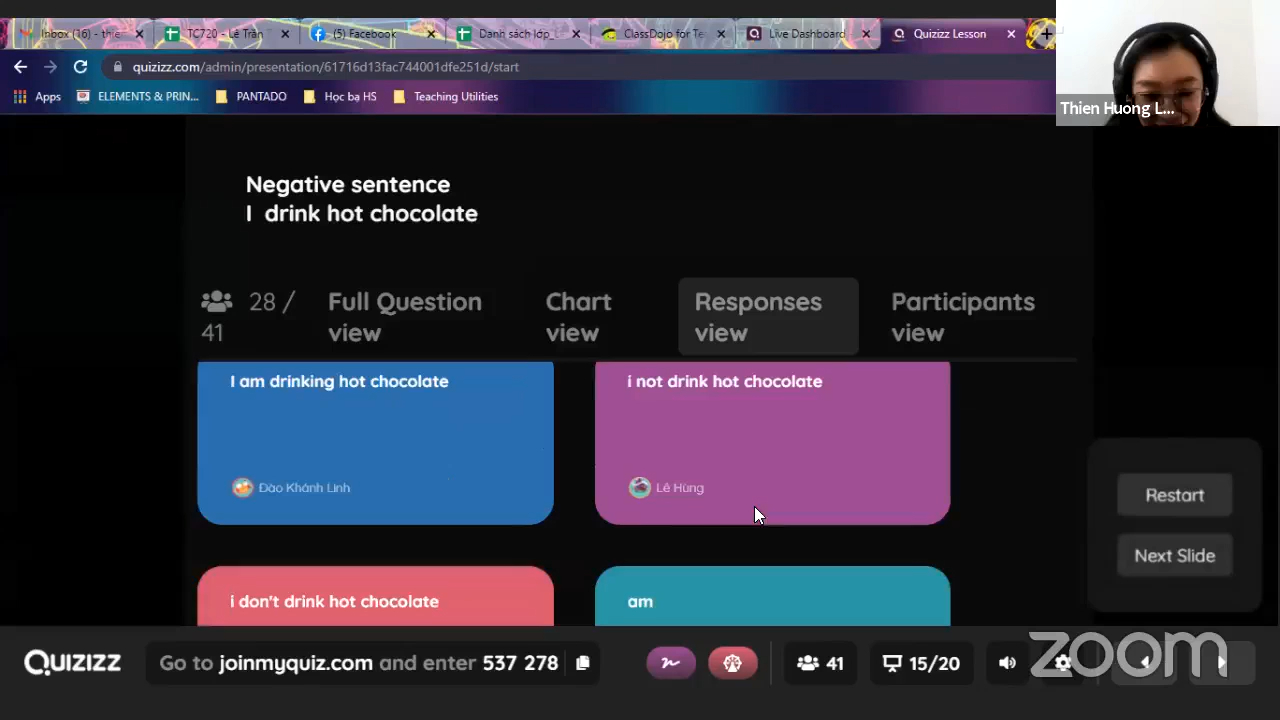 Inbox (16) - thie
TC720 - Lê Trần T
(5) Facebook
Danh sách lớp_L
ClassDojo for Te
Live Dashboard
Quizizz Lesson
quizizz.com/admin/presentation/61716d13fac744001dfe251d/start
Apps
ELEMENTS & PRIN...
PANTADO
Học bạ HS
Teaching Utilities
Thien Huong L...
Negative sentence
I drink hot chocolate
28 /
41
Full Question
view
Chart
view
Responses
view
Participants
view
I am drinking hot chocolate
Đào Khánh Linh
i not drink hot chocolate
Lê Hùng
i don't drink hot chocolate
am
Restart
Next Slide
QUIZIZZ
Go to joinmyquiz.com and enter 537 278
41
15/20
zoom